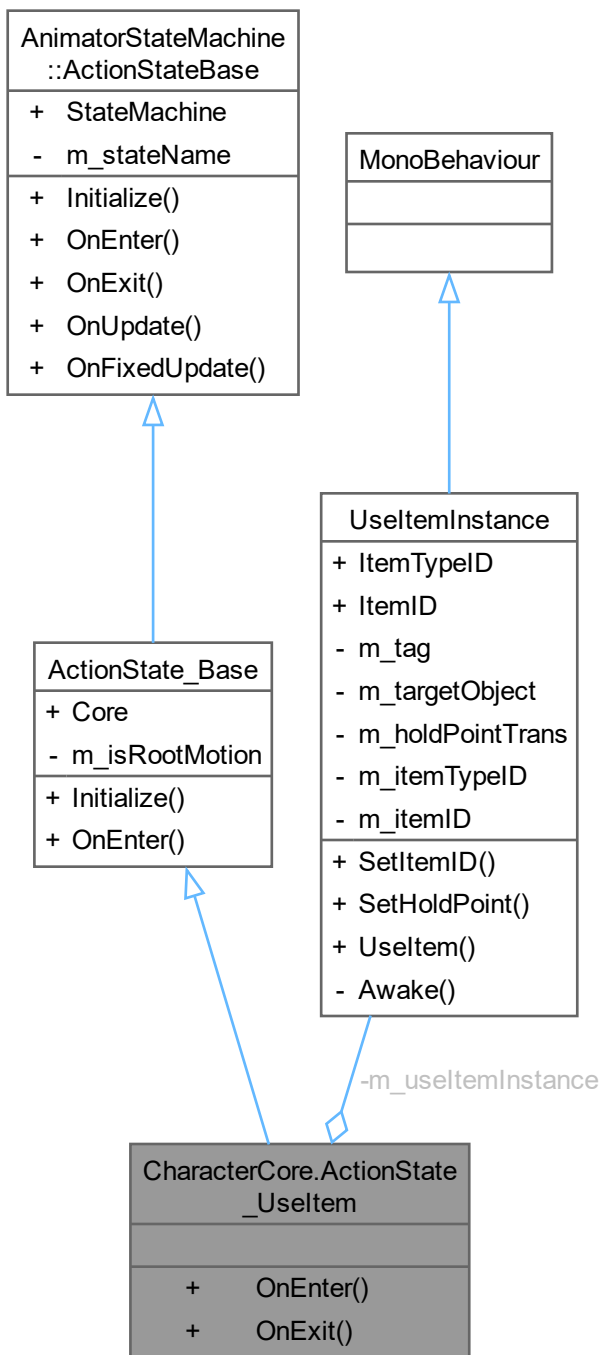 AnimatorStateMachine
::ActionStateBase
+ StateMachine
- m_stateName
+ Initialize()
+ OnEnter()
+ OnExit()
+ OnUpdate()
+ OnFixedUpdate()
MonoBehaviour
UseItemInstance
+ ItemTypeID
+ ItemID
- m_tag
- m_targetObject
- m_holdPointTrans
- m_itemTypeID
- m_itemID
+ SetItemID()
+ SetHoldPoint()
+ UseItem()
- Awake()
ActionState_Base
+ Core
- m_isRootMotion
+ Initialize()
+ OnEnter()
-m_useItemInstance
CharacterCore.ActionState
_UseItem
+ OnEnter()
+ OnExit()